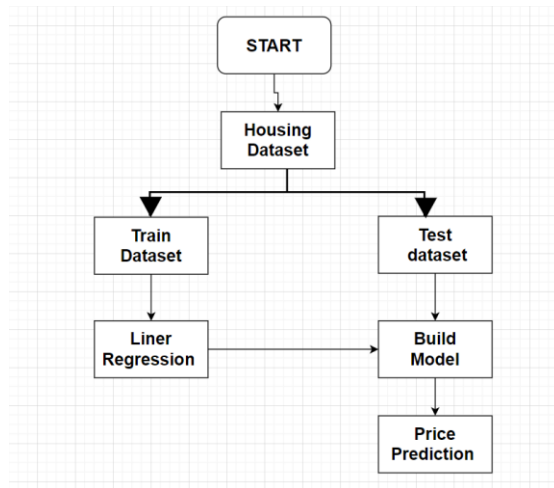 START
Housing
Dataset
Train
Dataset
Test
dataset
Liner
Regression
Build
Model
Price
Prediction